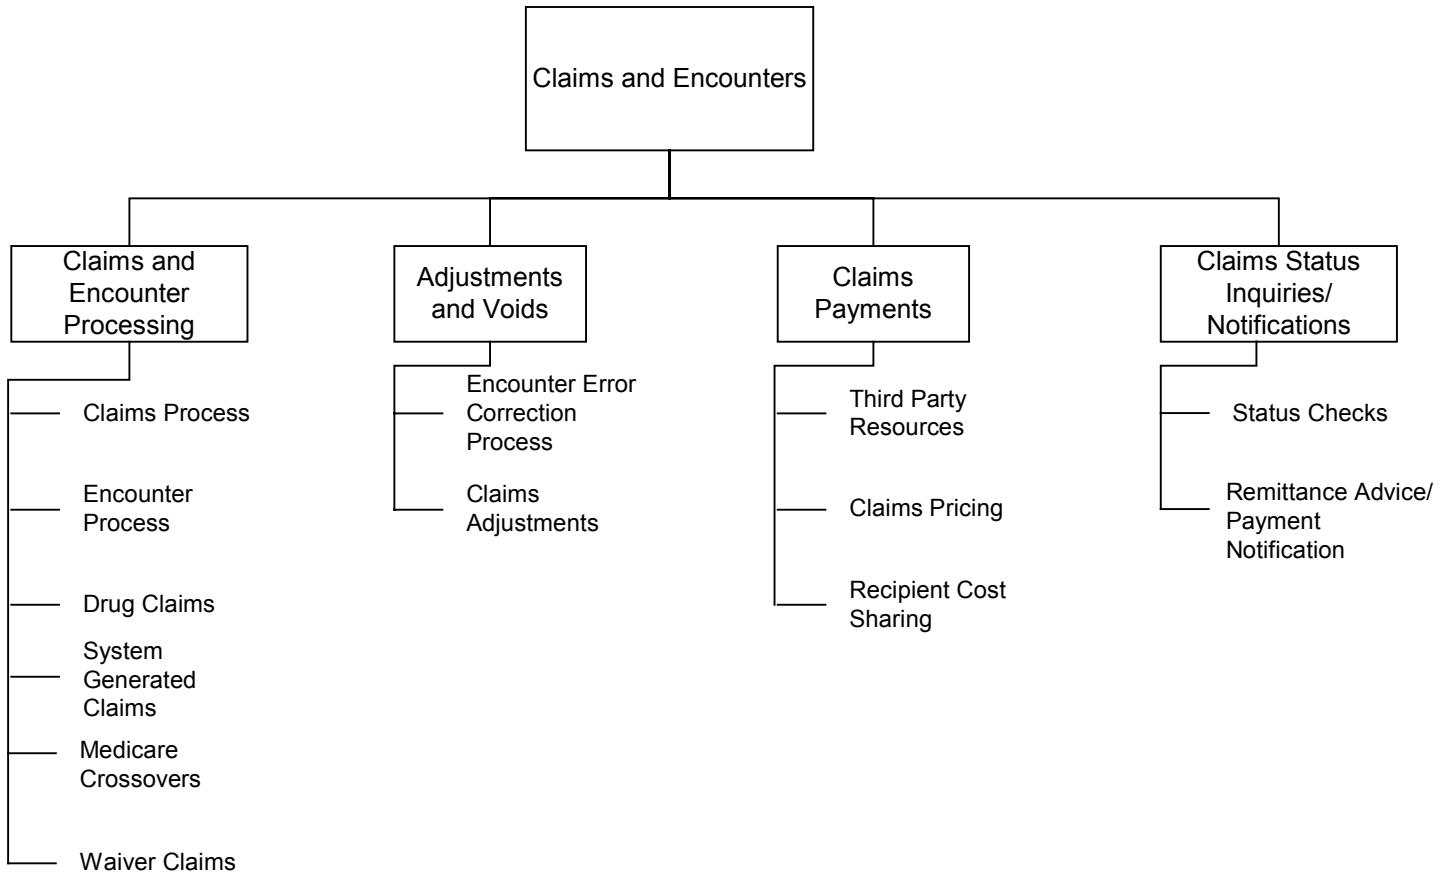 Claims and Encounters
Claims and
Encounter
Processing
Adjustments
and Voids
Claims
Payments
Claims Status
Inquiries/
Notifications
Claims Process
Encounter
Process
Drug Claims
System
Generated
Claims
Medicare
Crossovers
Waiver Claims
Encounter Error
Correction
Process
Claims
Adjustments
Third Party
Resources
Claims Pricing
Recipient Cost
Sharing
Status Checks
Remittance Advice/
Payment
Notification